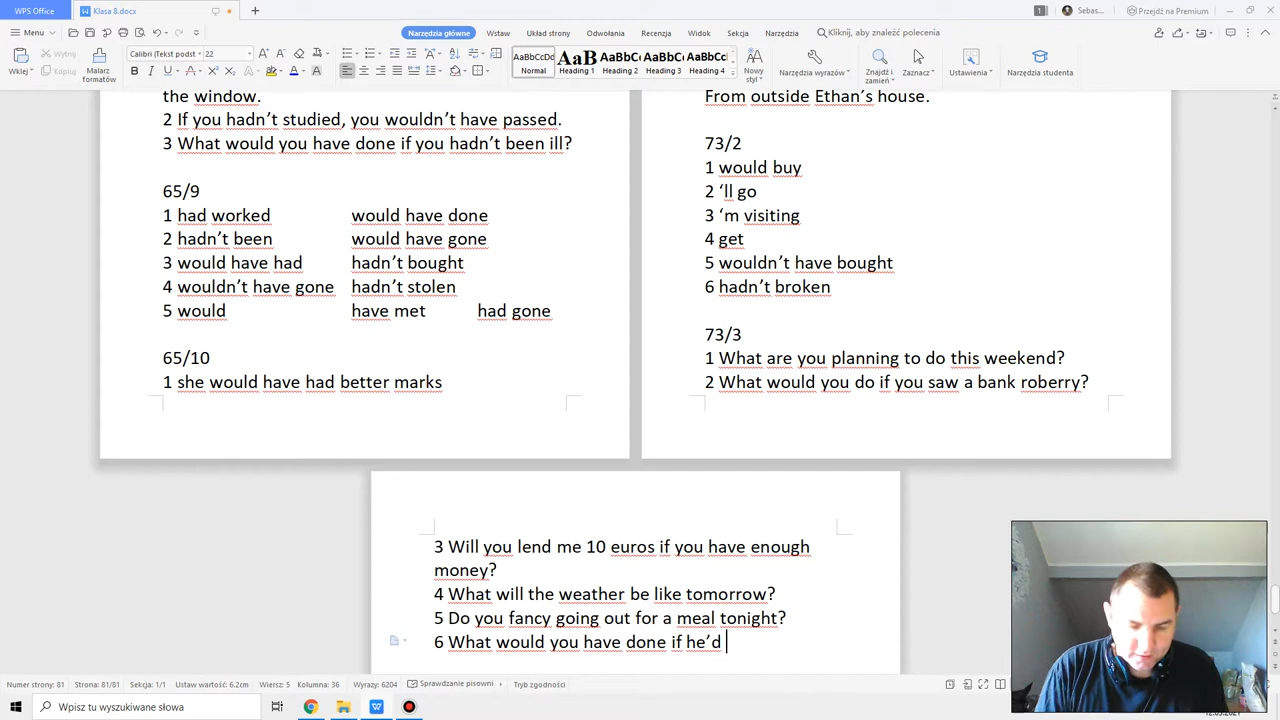 WPS Office
Klasa 8.docx
1
Sebas...
Przejdź na Premium
Menu
Narzędzia główne
Wstaw
Układ strony
Odwołania
Recenzja
Widok
Sekcja
Narzędzia
Kliknij, aby znaleźć polecenia
Wklej
Wytnij
Kopiuj
Malarz
formatów
Calibri (Tekst podst
22
AaBbCcDd
Normal
AaB
Heading 1
AaBbC
Heading 2
AaBbC
Heading 3
AaBbC
Heading 4
Nowy
styl
Narzędzia wyrazów
Znajdź i
zamień
Zaznacz
Ustawienia
Narzędzia studenta
the window.
2 If you hadn’t studied, you wouldn’t have passed.
3 What would you have done if you hadn’t been ill?
65/9
1 had worked would have done
2 hadn’t been would have gone
3 would have had hadn’t bought
4 wouldn’t have gone hadn’t stolen
5 would have met had gone
65/10
1 she would have had better marks
From outside Ethan’s house.
73/2
1 would buy
2 ‘ll go
3 ‘m visiting
4 get
5 wouldn’t have bought
6 hadn’t broken
73/3
1 What are you planning to do this weekend?
2 What would you do if you saw a bank roberry?
3 Will you lend me 10 euros if you have enough
money?
4 What will the weather be like tomorrow?
5 Do you fancy going out for a meal tonight?
6 What would you have done if he’d
Numer strony: 81 Strona: 81/81 Sekcja: 1/1 Ustaw wartość: 6.2cm Wiersz: 5 Kolumna: 36 Wyrazy: 6204 Sprawdzanie pisowni Tryb zgodności
Wpisz tu wyszukiwane słowa